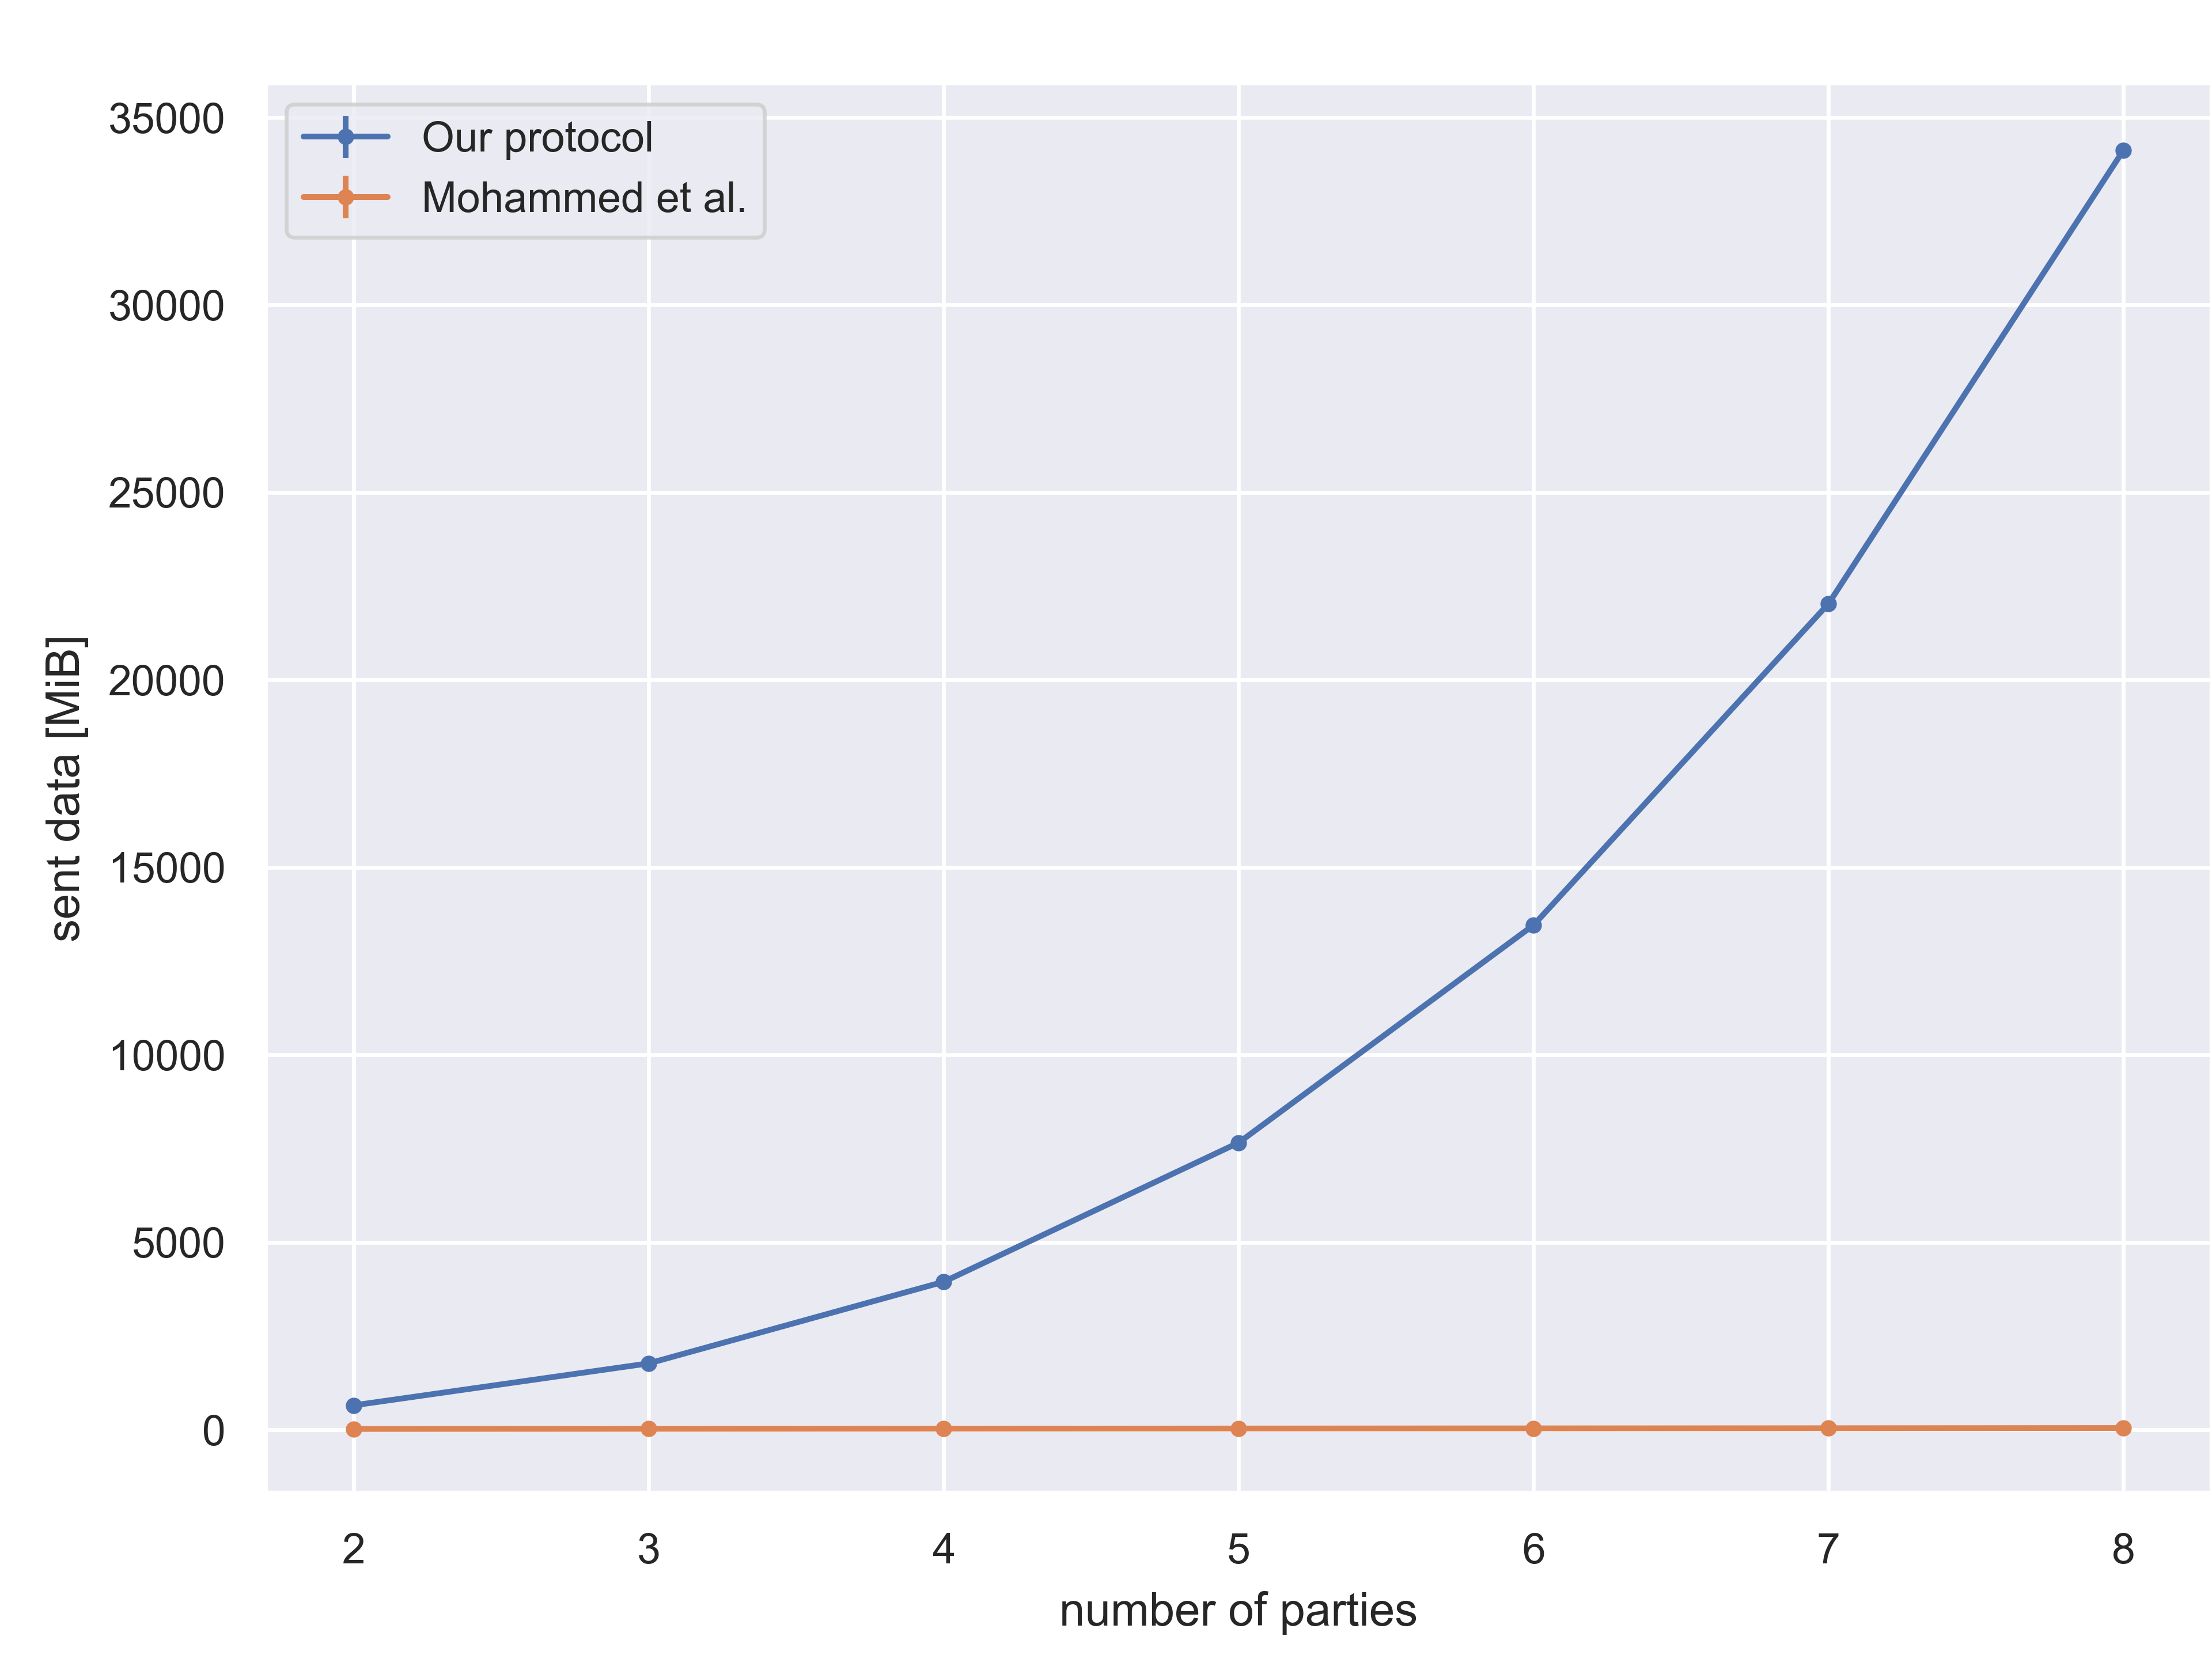 35000
30000
25000
20000
15000
10000
5000
0
sent data [MiB]
Our protocol
Mohammed et al.
2 3 4 5 6 7 8
number of parties